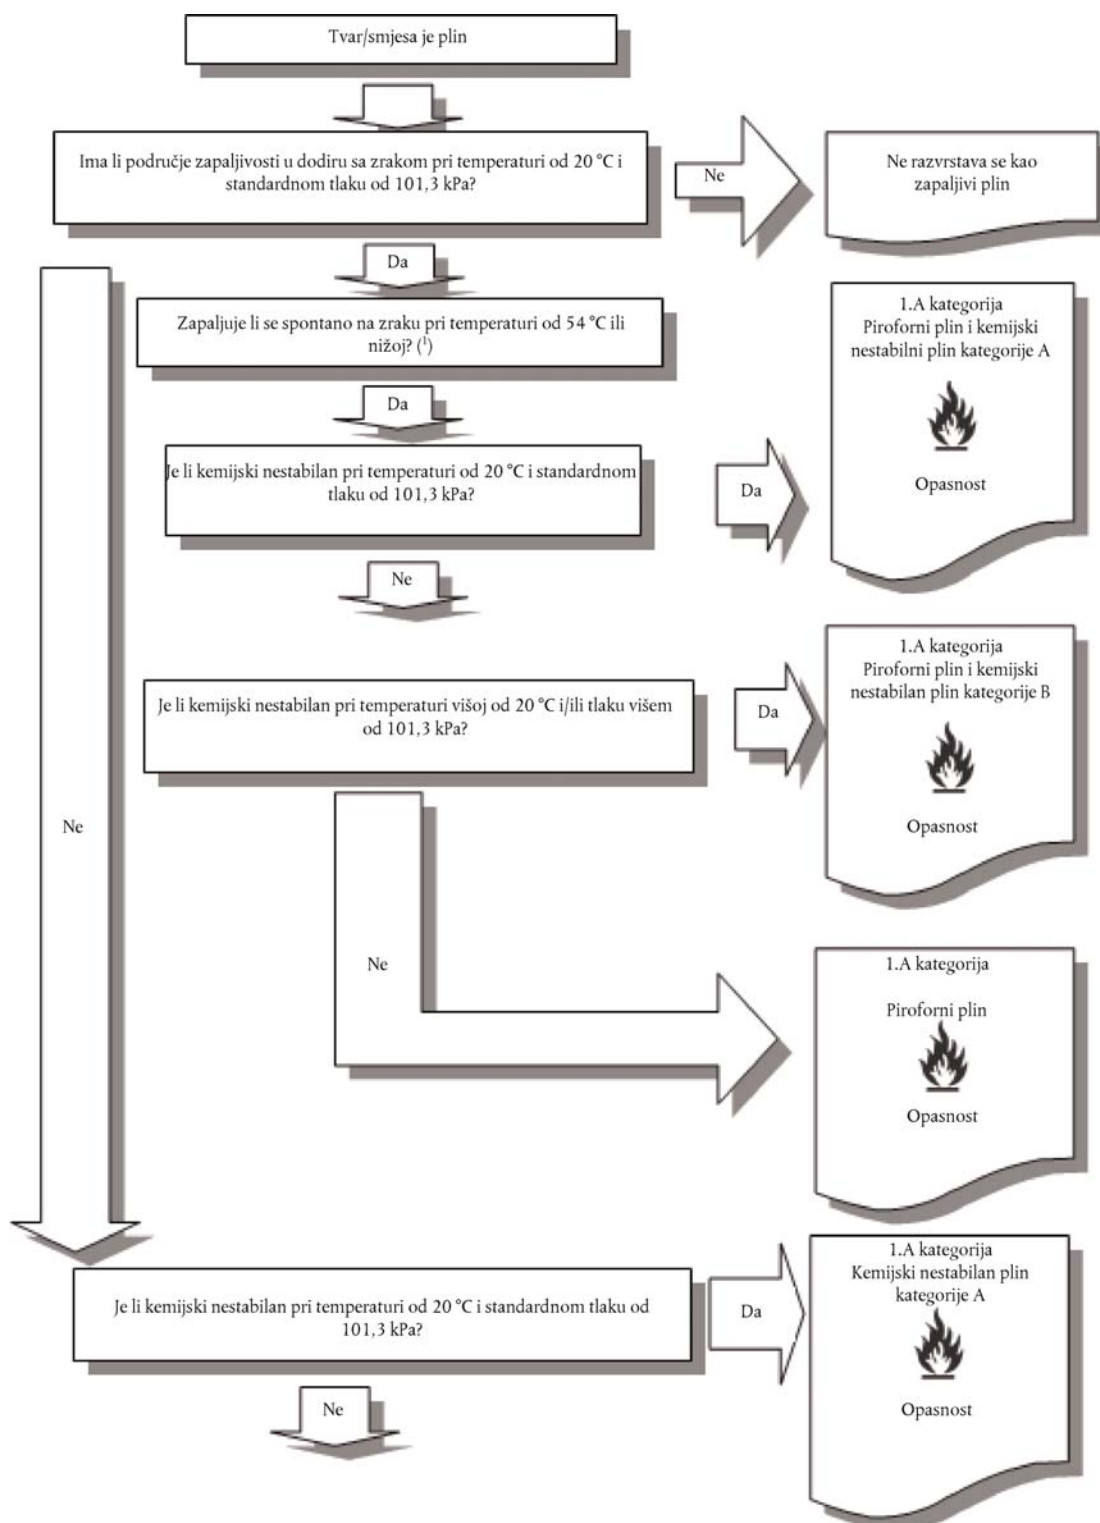 Tvar/smjesa je plin
Ima li područje zapaljivosti u dodiru sa zrakom pri temperaturi od 20 °C i
standardnom tlaku od 101,3 kPa?
Ne
Ne razvrstava se kao
zapaljivi plin
Da
Zapaljuje li se spontano na zraku pri temperaturi od 54 °C ili
nižoj? (¹)
1.A kategorija
Piroforni plin i kemijski
nestabilni plin kategorije A
Opasnost
Da
Je li kemijski nestabilan pri temperaturi od 20 °C i standardnom
tlaku od 101,3 kPa?
Da
Ne
1.A kategorija
Piroforni plin i kemijski
nestabilan plin kategorije B
Opasnost
Je li kemijski nestabilan pri temperaturi višoj od 20 °C i/ili tlaku višem
od 101,3 kPa?
Da
Ne
Ne
1.A kategorija
Piroforni plin
Opasnost
Je li kemijski nestabilan pri temperaturi od 20 °C i standardnom tlaku od
101,3 kPa?
Da
1.A kategorija
Kemijski nestabilan plin
kategorije A
Opasnost
Ne